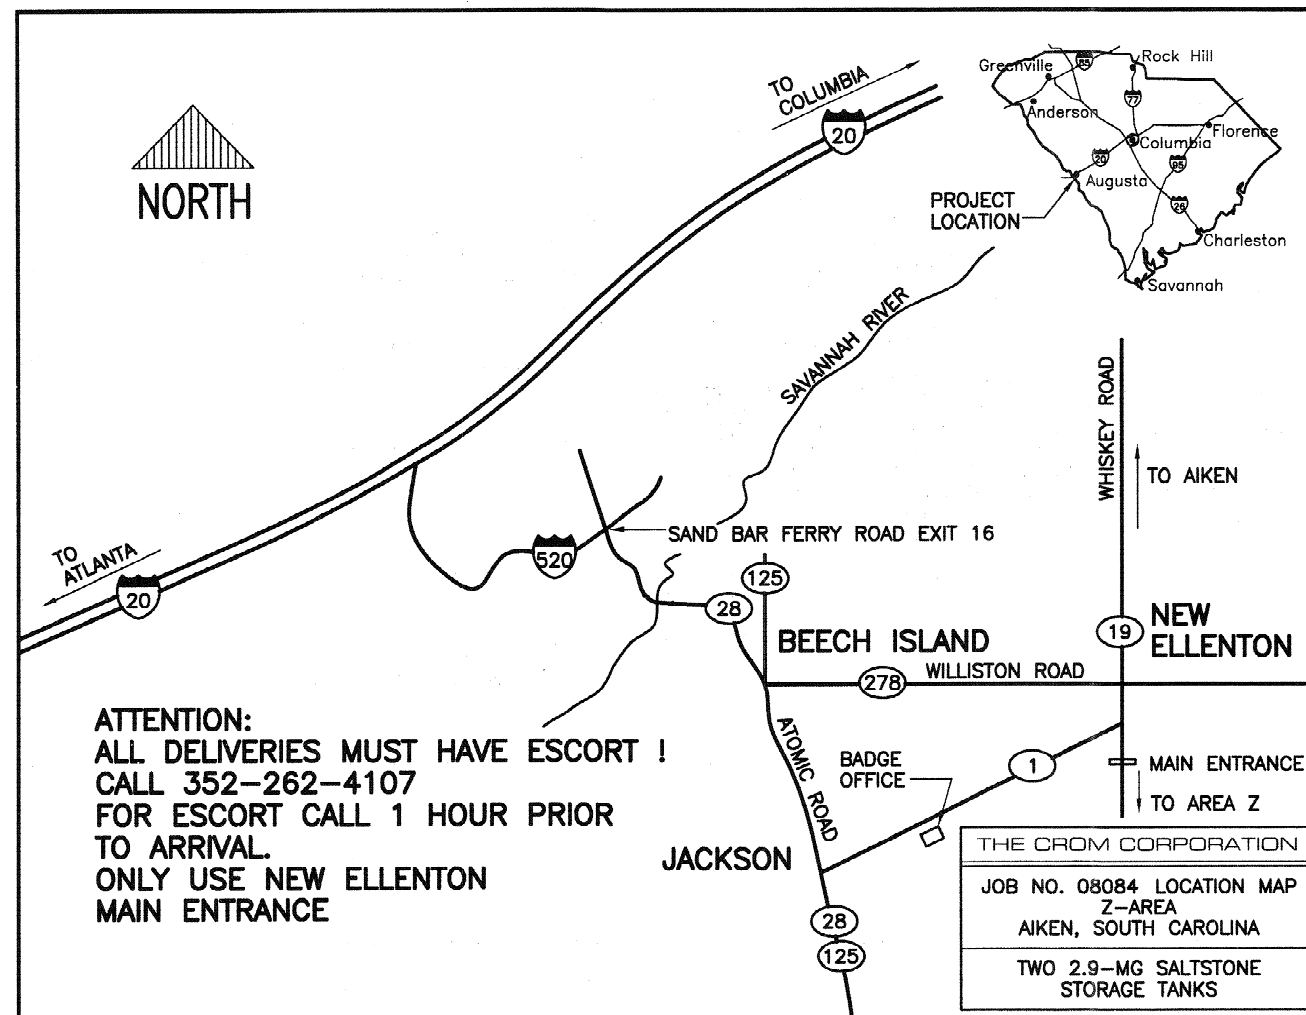 TO
COLUMBIA
20
NORTH
Greenville
85
Rock Hill
Anderson
77
Florence
Columbia
20
95
Augusta
26
Charleston
Savannah
PROJECT
LOCATION
SAVANNAH RIVER
WHISKEY ROAD
TO AIKEN
SAND BAR FERRY ROAD EXIT 16
520
TO
ATLANTA
20
125
28
19
NEW
ELLENTON
BEECH ISLAND
278
WILLISTON ROAD
ATOMIC ROAD
BADGE
OFFICE
1
MAIN ENTRANCE
TO AREA Z
ATTENTION:
ALL DELIVERIES MUST HAVE ESCORT !
CALL 352-262-4107
FOR ESCORT CALL 1 HOUR PRIOR
TO ARRIVAL.
ONLY USE NEW ELLENTON
MAIN ENTRANCE
JACKSON
28
125
THE CROM CORPORATION
JOB NO. 08084 LOCATION MAP
Z-AREA
AIKEN, SOUTH CAROLINA
TWO 2.9-MG SALTSTONE
STORAGE TANKS